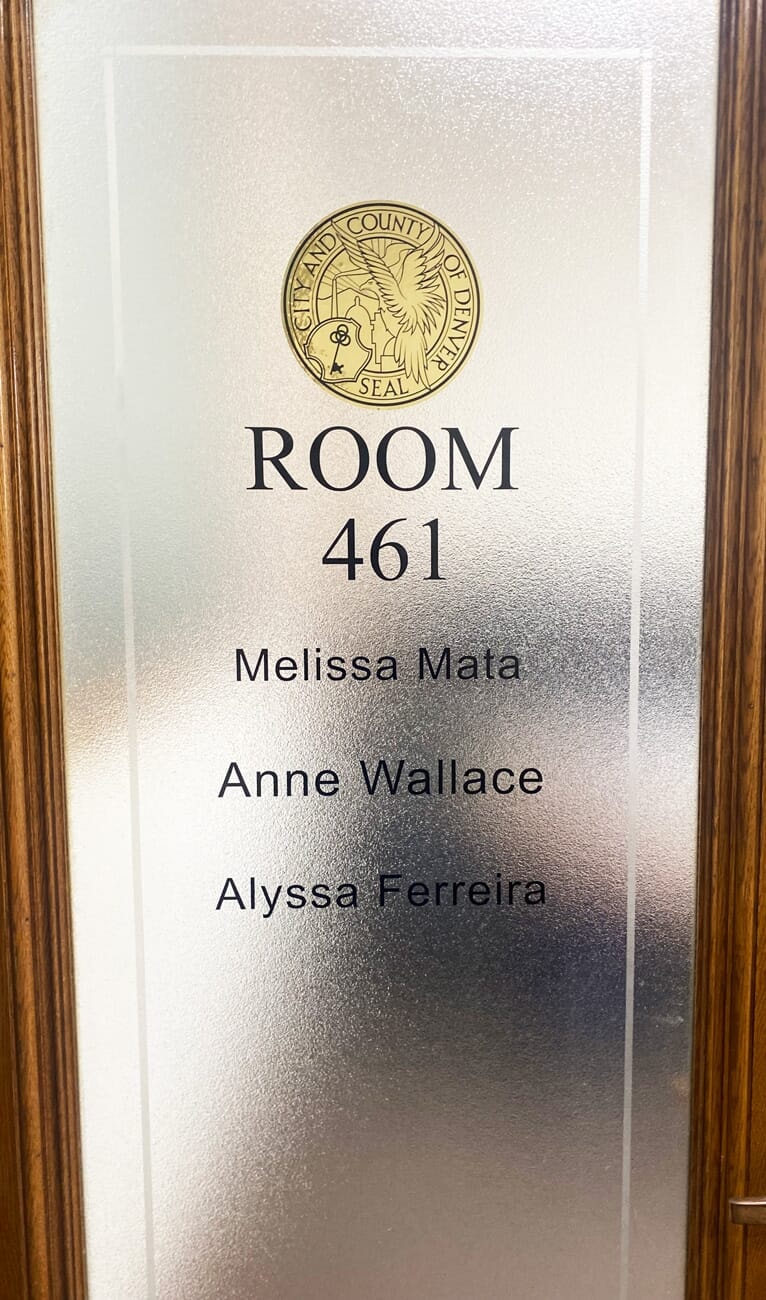 CITY AND COUNTY OF DENVER
SEAL
ROOM
461
Melissa Mata
Anne Wallace
Alyssa Ferreira